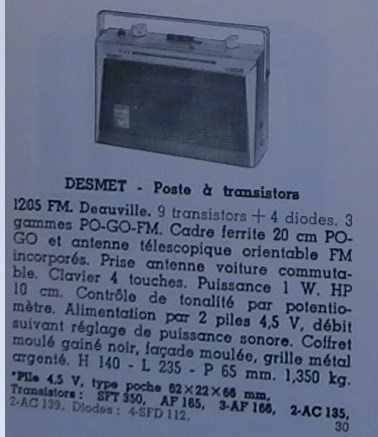 DESMET - Poste à transistors
1205 FM. Deauville. 9 transistors + 4 diodes. 3
gammes PO-GO-FM. Cadre ferrite 20 cm PO-
GO et antenne télescopique orientable FM
incorporés. Prise antenne voiture commuta-
ble. Clavier 4 touches. Puissance 1 W. HP
10 cm. Contrôle de tonalité par potentio-
mètre. Alimentation par 2 piles 4,5 V, débit
suivant réglage de puissance sonore. Coffret
moulé gainé noir, façade moulée, grille métal
argenté. H 140 - L 235 - P 65 mm. 1,350 kg.
*Pile 4,5 V, type poche 62×22×66 mm.
Transistors : SFT 350, AF 165, 3-AF 166, 2-AC 135,
2-AC 139. Diodes : 4-SFD 112.
30